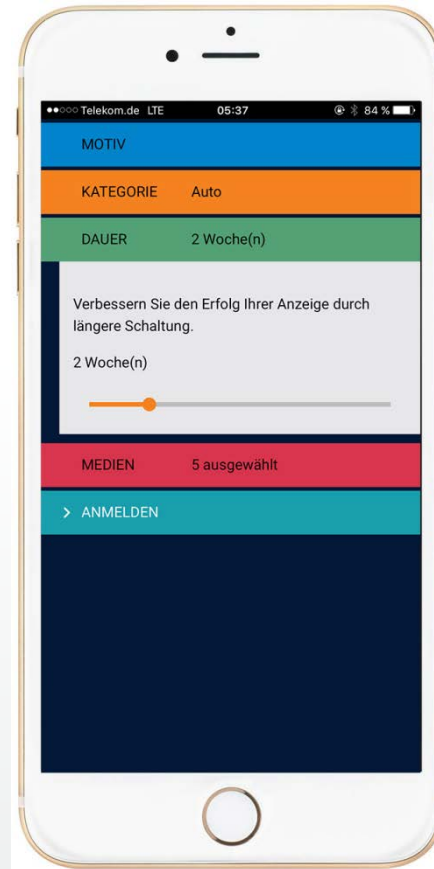 Telekom.de LTE 05:37 84 %
MOTIV
KATEGORIE Auto
DAUER 2 Woche(n)
Verbessern Sie den Erfolg Ihrer Anzeige durch
längere Schaltung.
2 Woche(n)
MEDIEN 5 ausgewählt
> ANMELDEN